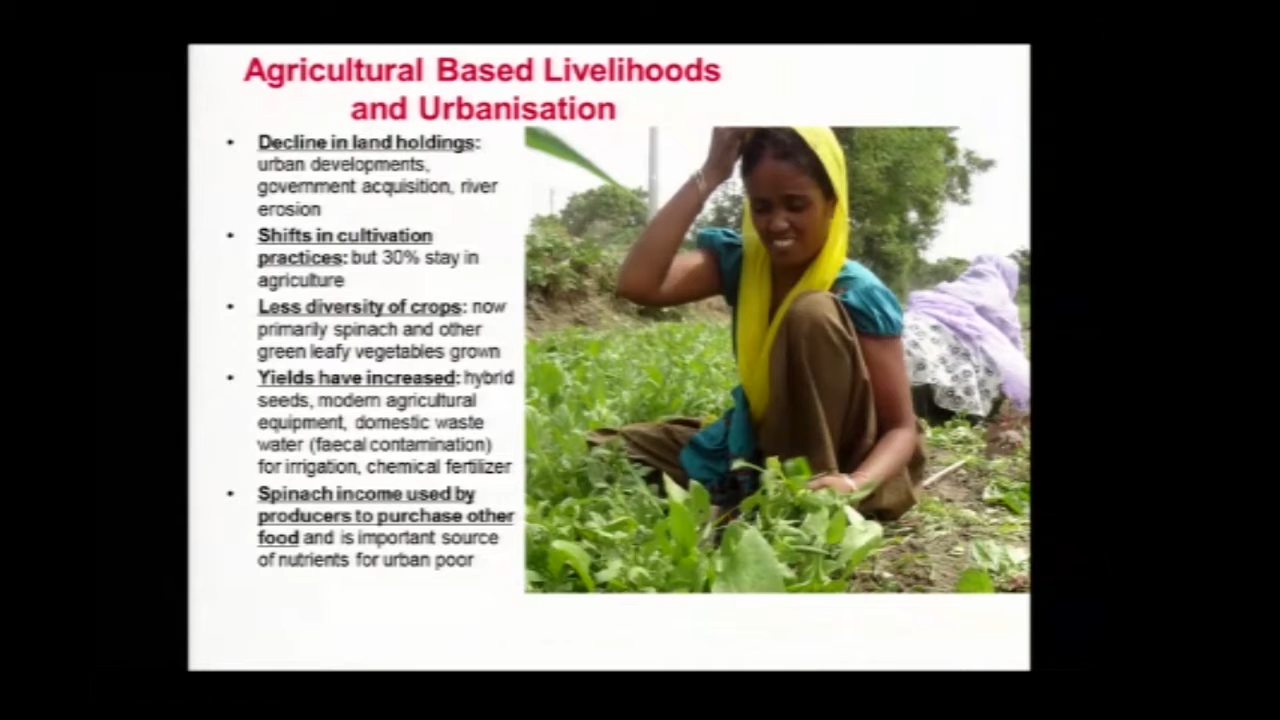 Agricultural Based Livelihoods
and Urbanisation
• Decline in land holdings:
urban developments,
government acquisition, river
erosion
• Shifts in cultivation
practices: but 30% stay in
agriculture
• Less diversity of crops: now
primarily spinach and other
green leafy vegetables grown
• Yields have increased: hybrid
seeds, modern agricultural
equipment, domestic waste
water (faecal contamination)
for irrigation, chemical fertilizer
• Spinach income used by
producers to purchase other
food and is important source
of nutrients for urban poor